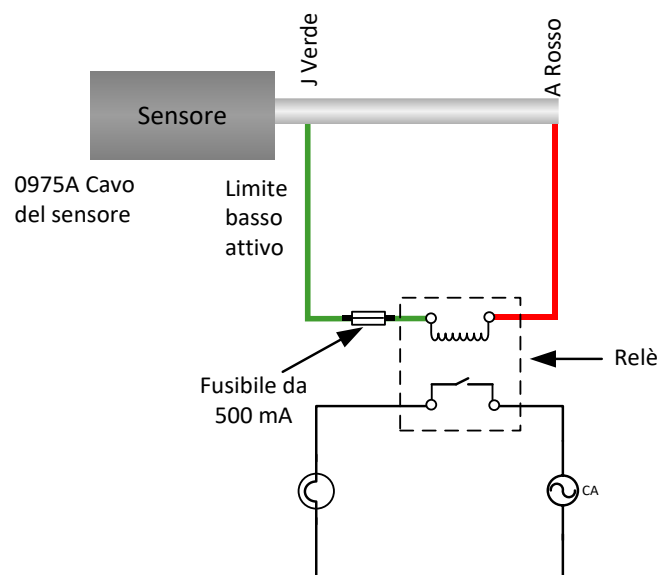 J Verde
A Rosso
Sensore
0975A Cavo
del sensore
Limite
basso
attivo
Relè
Fusibile da
500 mA
CA